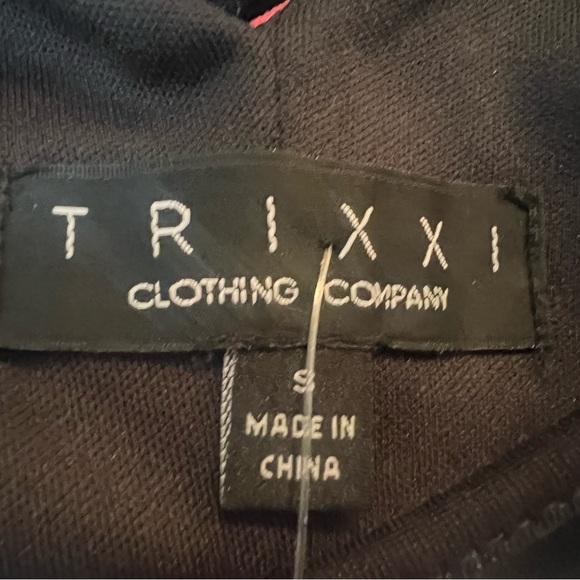 TRIXXI
CLOTHING COMPANY
S
MADE IN
CHINA